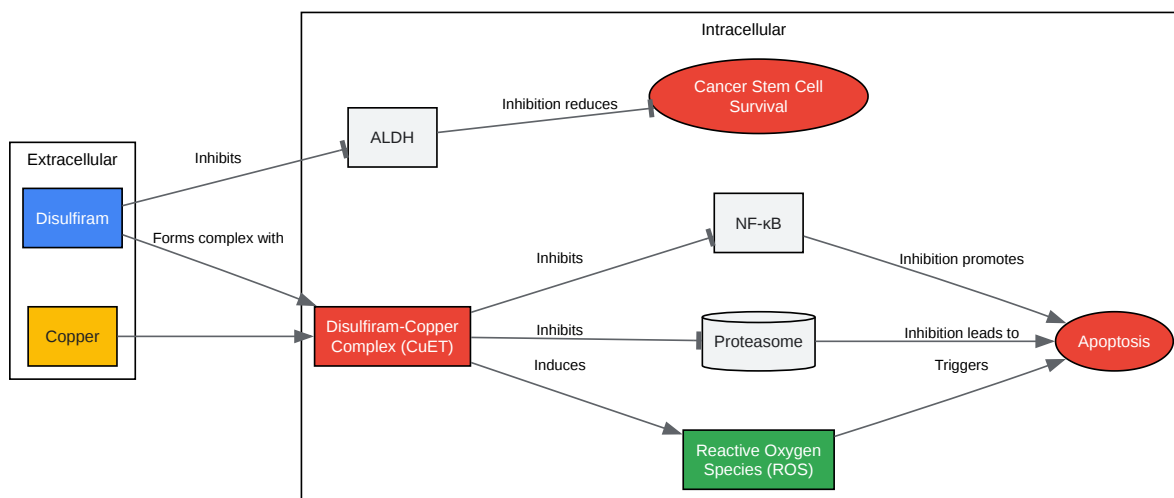 Intracellular
Cancer Stem Cell
Survival
Inhibition reduces
ALDH
Extracellular
Inhibits
Disulfiram
NF-κB
Forms complex with
Inhibits
Inhibition promotes
Copper
Disulfiram-Copper
Complex (CuET)
Inhibits
Proteasome
Inhibition leads to
Apoptosis
Induces
Triggers
Reactive Oxygen
Species (ROS)